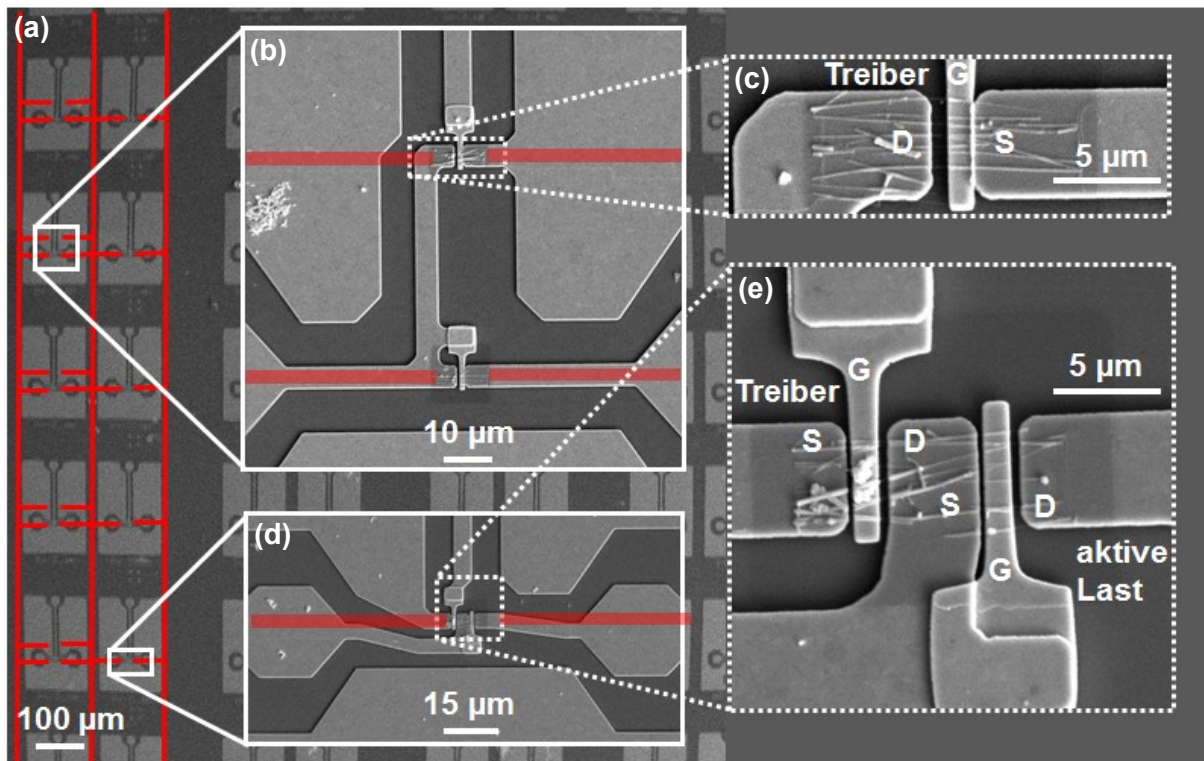 (a)
100 µm
(b)
10 µm
(c)
Treiber
G
D
S
5 µm
(d)
15 µm
(e)
G
Treiber
5 µm
S
D
S
D
G
aktive
Last